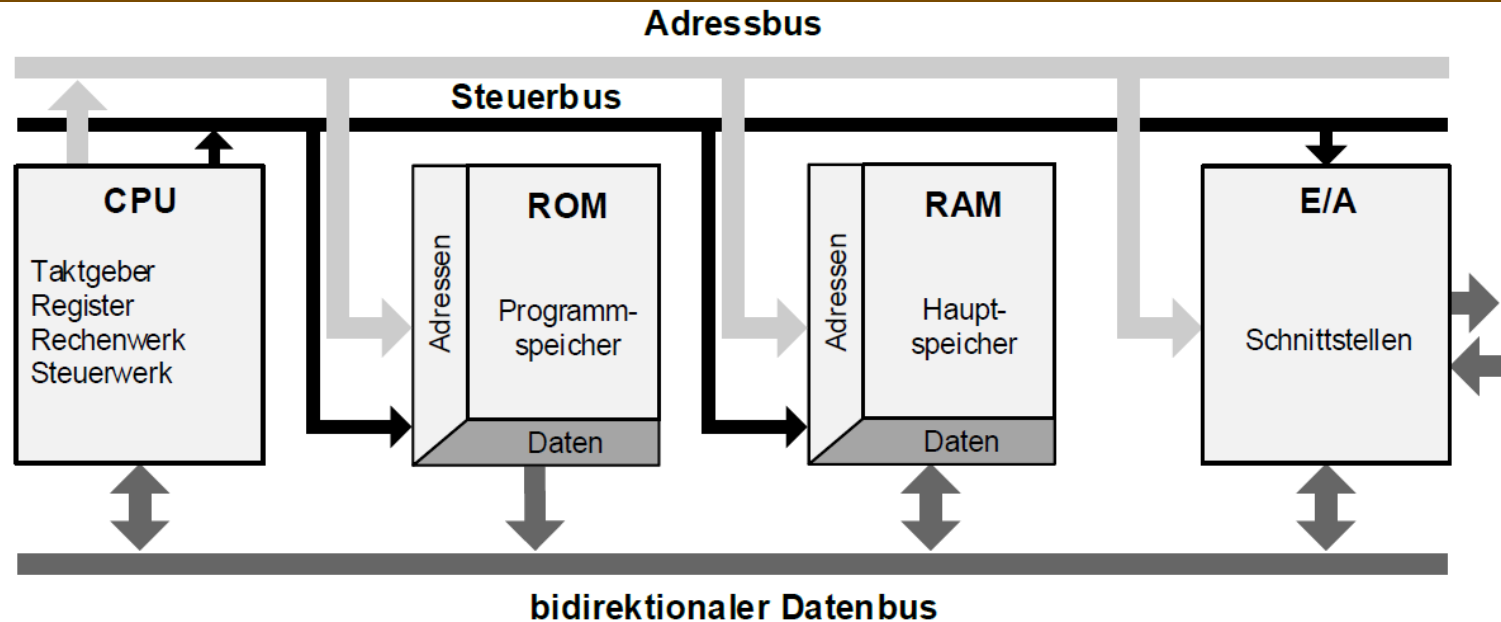 Adressbus
Steuerbus
CPU
Taktgeber
Register
Rechenwerk
Steuerwerk
Adressen
ROM
Programm-
speicher
Daten
Adressen
RAM
Haupt-
speicher
Daten
E/A
Schnittstellen
bidirektionaler Datenbus